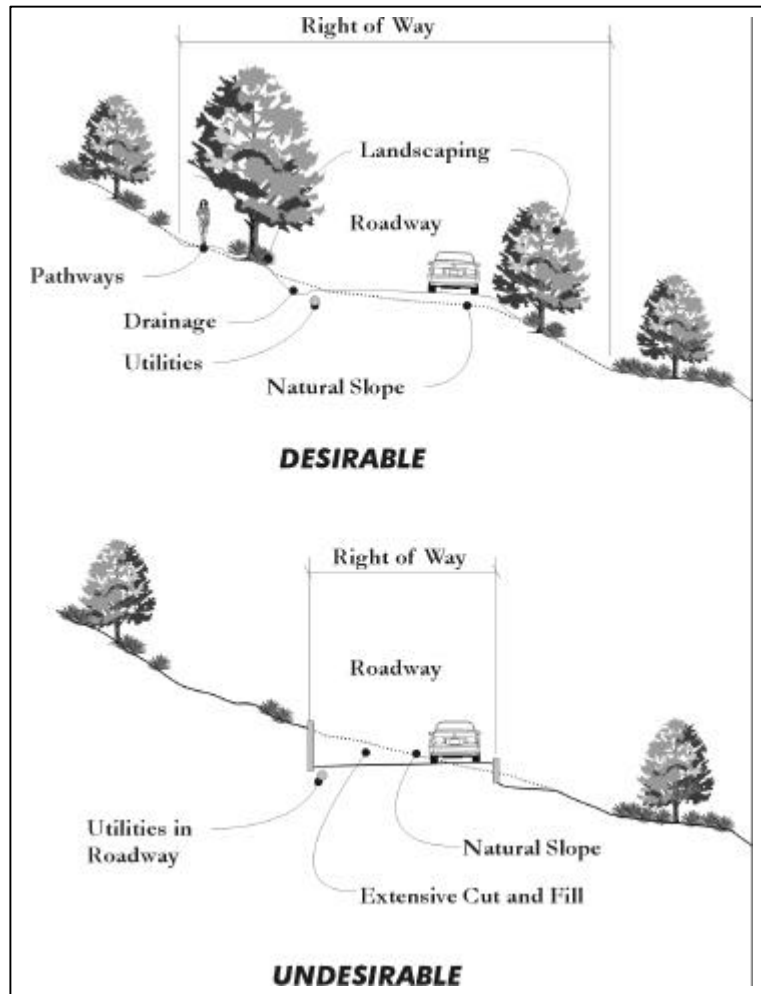 Right of Way
Landscaping
Roadway
Pathways
Drainage
Utilities
Natural Slope
DESIRABLE
Right of Way
Roadway
Utilities in
Roadway
Natural Slope
Extensive Cut and Fill
UNDESIRABLE